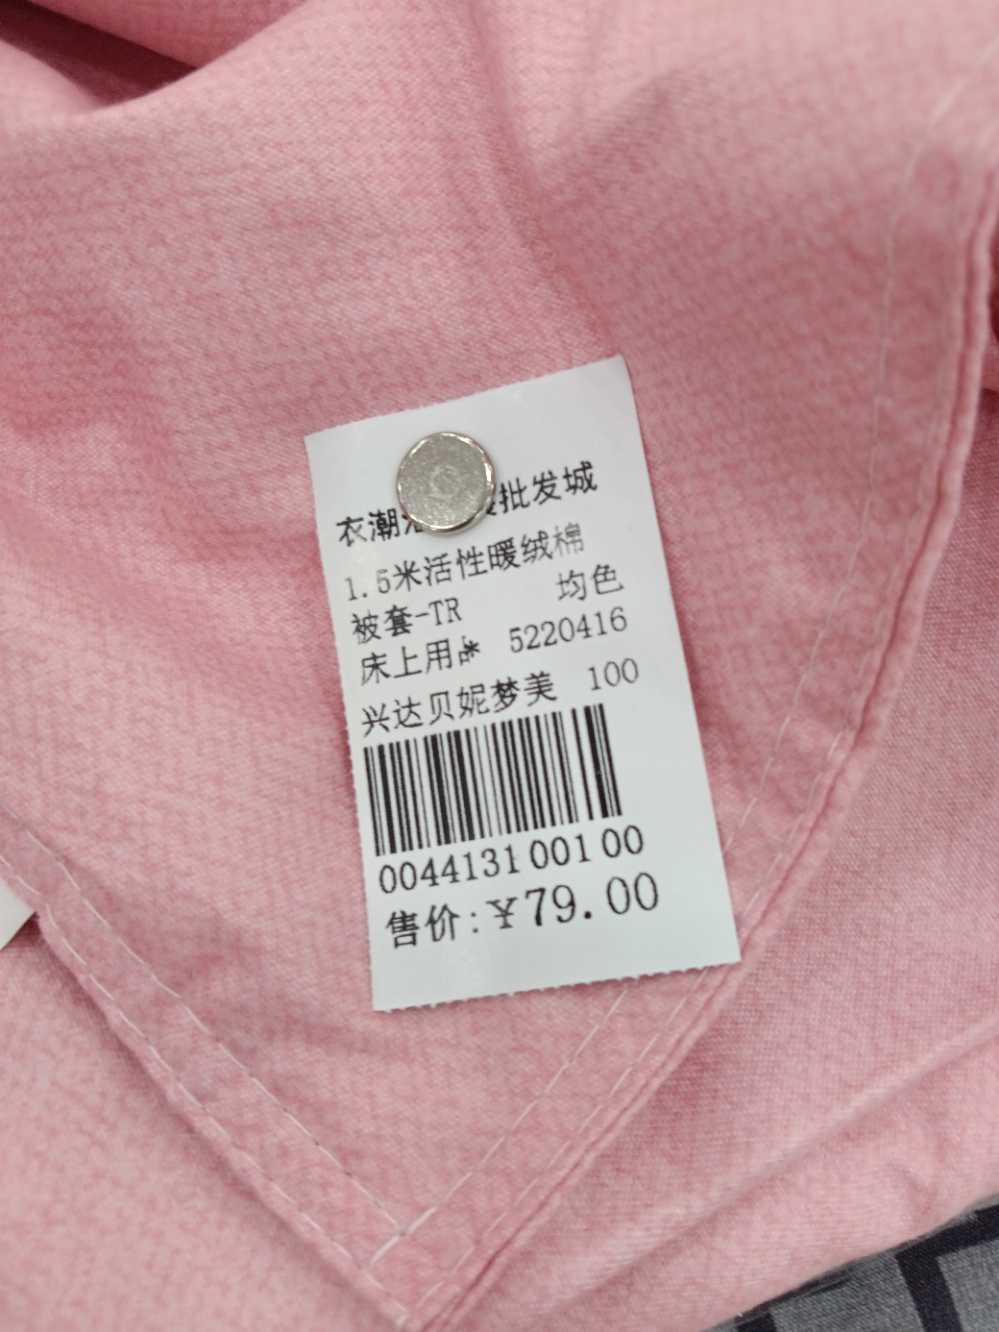 衣潮 批发城
1.5米活性暖绒棉
被套-TR 均色
床上用品 5220416
兴达贝妮梦美 100
0044131 001 00
售价:¥79.00